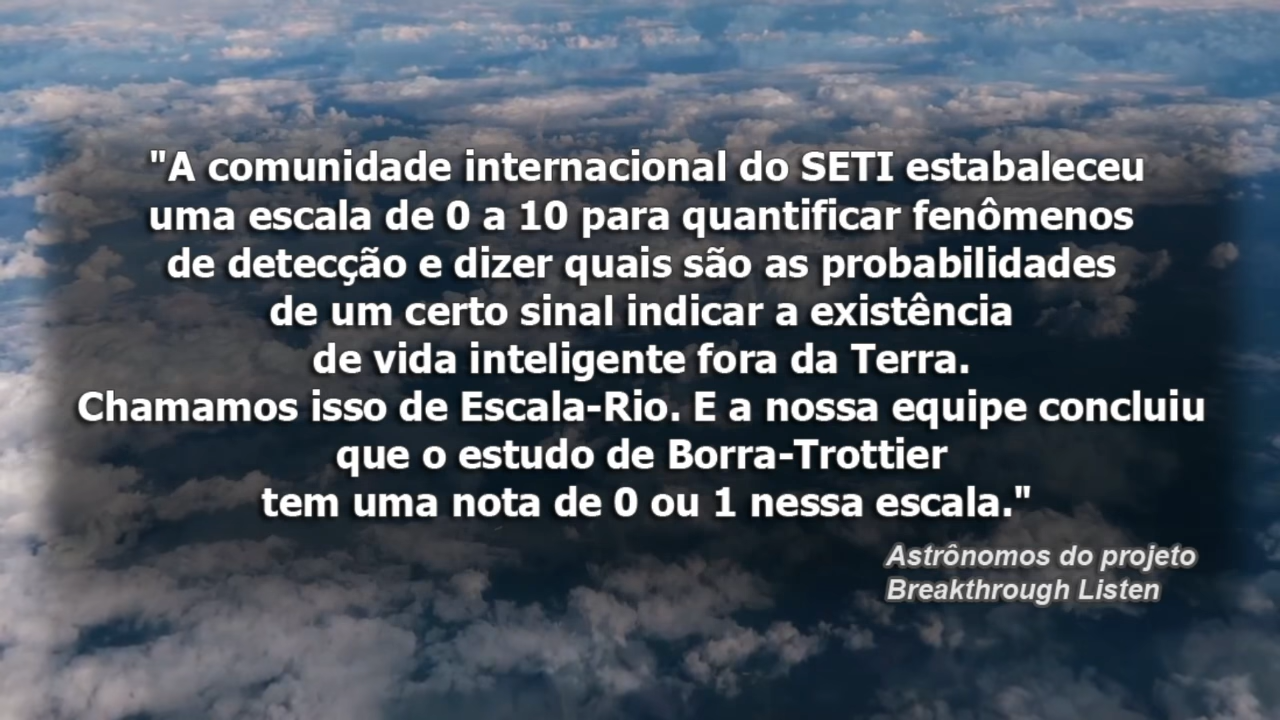 "A comunidade internacional do SETI estabaleceu
uma escala de 0 a 10 para quantificar fenômenos
de detecção e dizer quais são as probabilidades
de um certo sinal indicar a existência
de vida inteligente fora da Terra.
Chamamos isso de Escala-Rio. E a nossa equipe concluiu
que o estudo de Borra-Trottier
tem uma nota de 0 ou 1 nessa escala."
Astrônomos do projeto
Breakthrough Listen